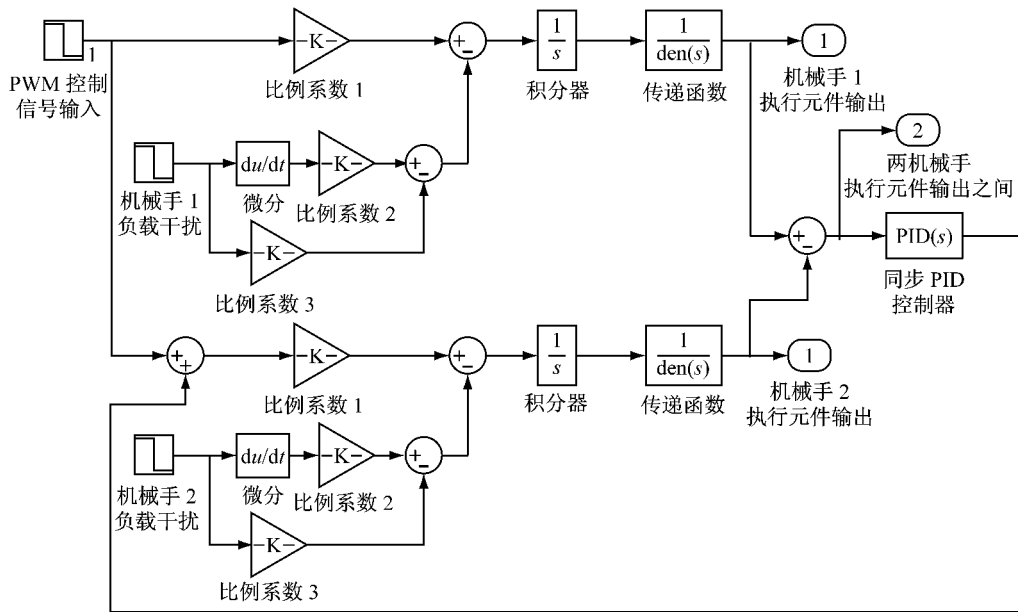 1
PWM 控制
信号输入
-K-
比例系数 1
+
-
1
s
积分器
1
den(s)
传递函数
1
机械手 1
执行元件输出
2
两机械手
执行元件输出之间
机械手 1
负载干扰
du/dt
微分
-K-
比例系数 2
+
-
-K-
比例系数 3
+
-
PID(s)
同步 PID
控制器
+
+
-K-
比例系数 1
+
-
1
s
积分器
1
den(s)
传递函数
1
机械手 2
执行元件输出
机械手 2
负载干扰
du/dt
微分
-K-
比例系数 2
+
-
-K-
比例系数 3